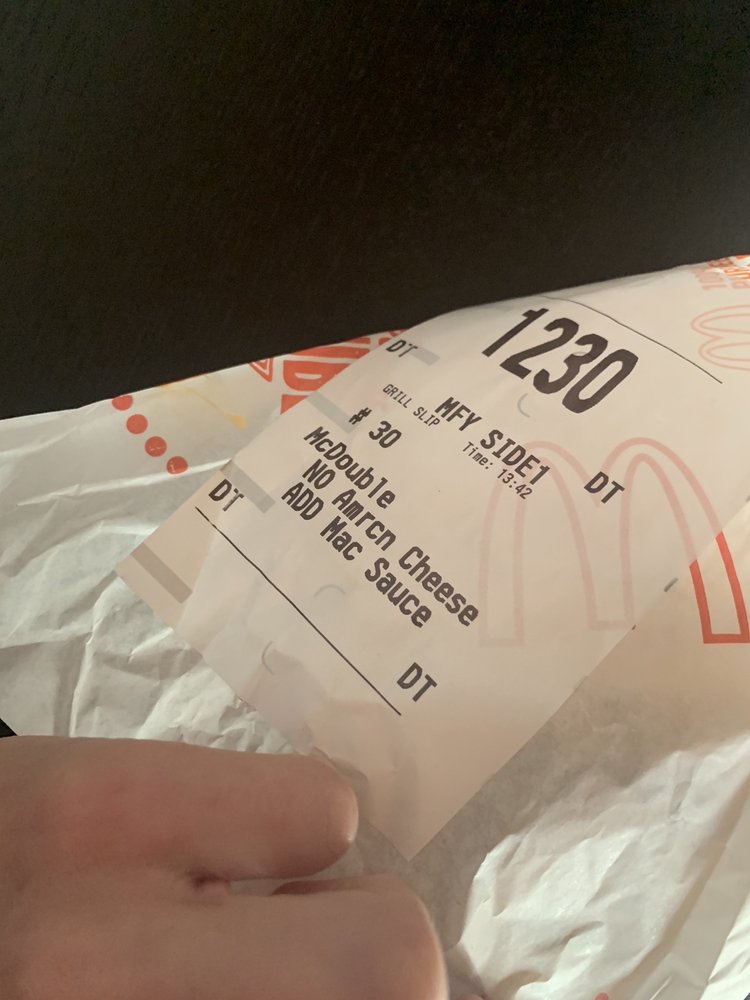 1230
DT
MFY SIDE1 DT
GRILL SLIP Time: 13:42
# 30
McDouble
NO Amrcn Cheese
ADD Mac Sauce
DT
DT